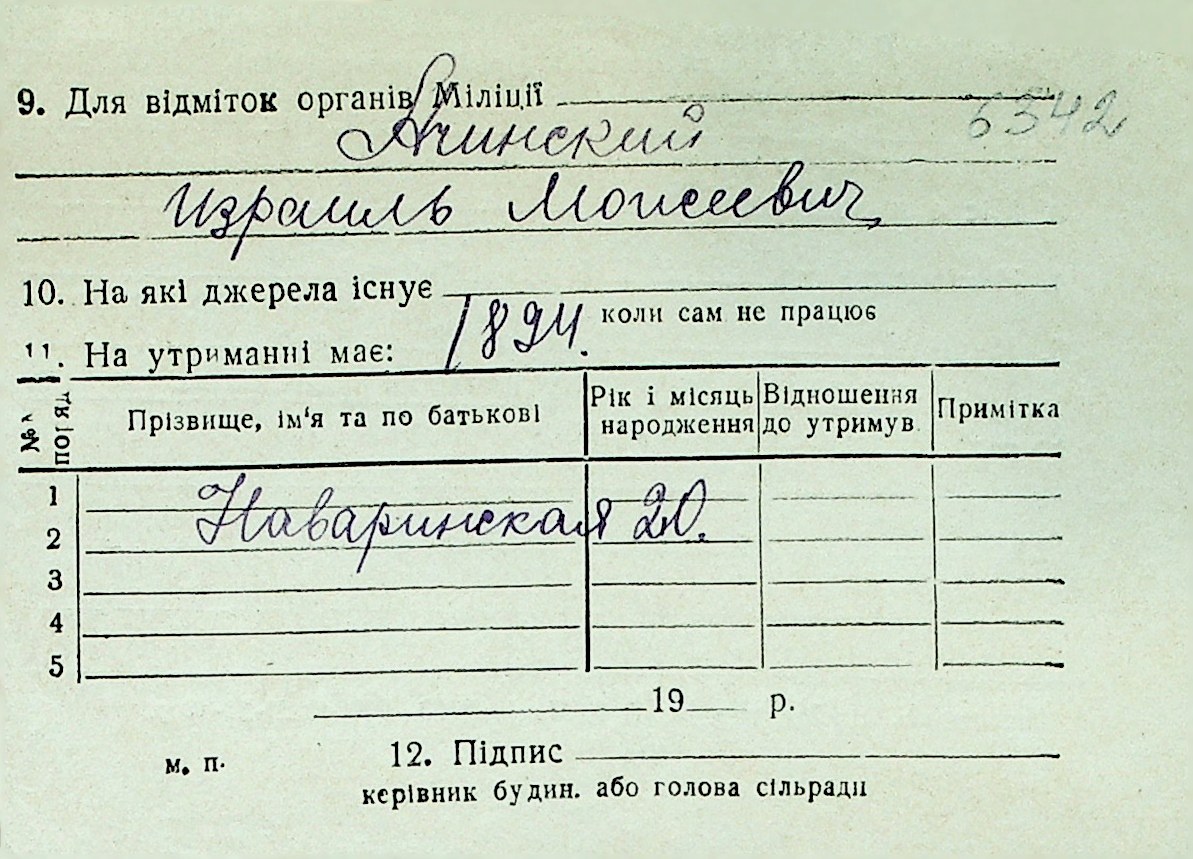 9. Для відміток органів Міліції
6342
Ачинский
Израиль Моисеевич
10. На які джерела існує
коли сам не працює
1894.
11. На утриманні має:
№№ по ряд Прізвище, ім‘я та по батькові Рік і місяць народження Відношення до утримув. Примітка
1
Наваринская 20.
2
3
4
5
19 р.
м. п. 12. Підпис
керівник будин. або голова сільради